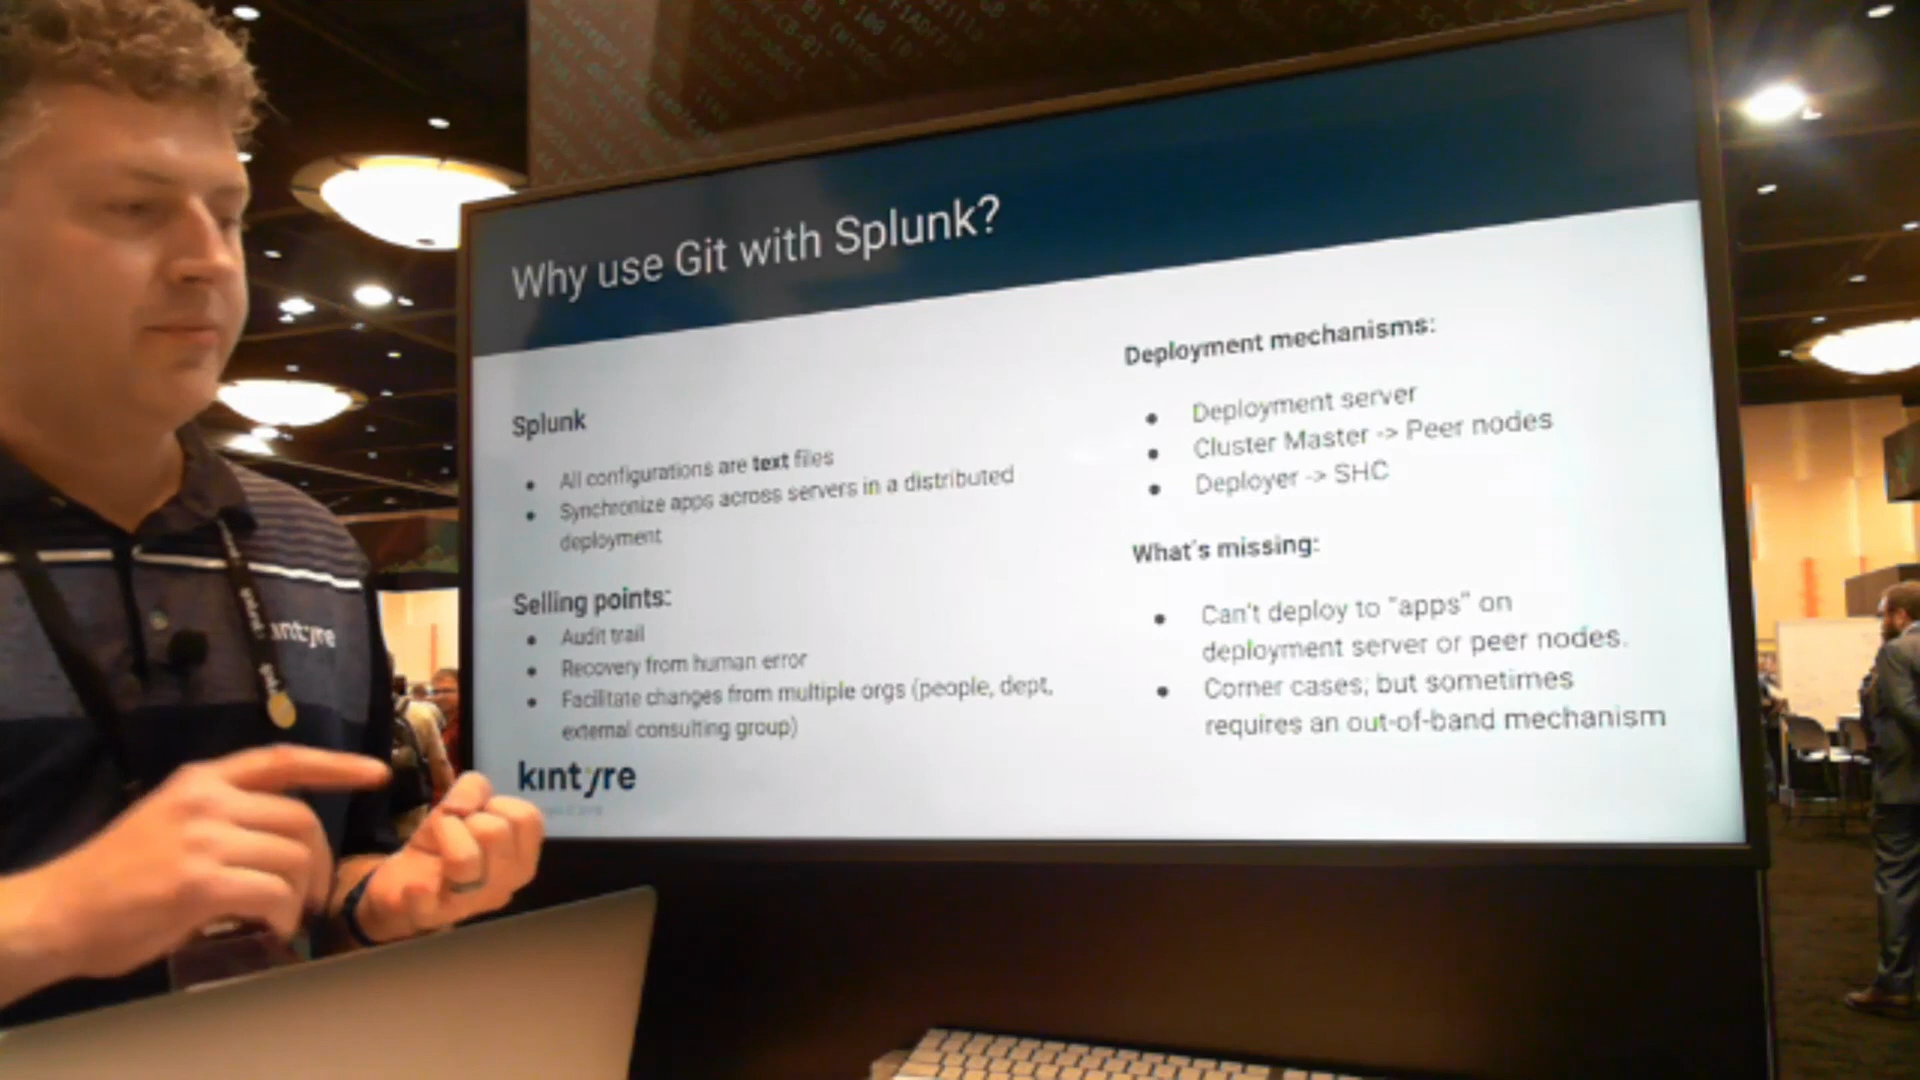 Why use Git with Splunk?
Splunk
All configurations are text files
Synchronize apps across servers in a distributed
deployment
Selling points:
Audit trail
Recovery from human error
Facilitate changes from multiple orgs (people, dept,
external consulting group)
kintyre
Deployment mechanisms:
Deployment server
Cluster Master -> Peer nodes
Deployer -> SHC
What's missing:
Can't deploy to "apps" on
deployment server or peer nodes.
Corner cases; but sometimes
requires an out-of-band mechanism
kintyre